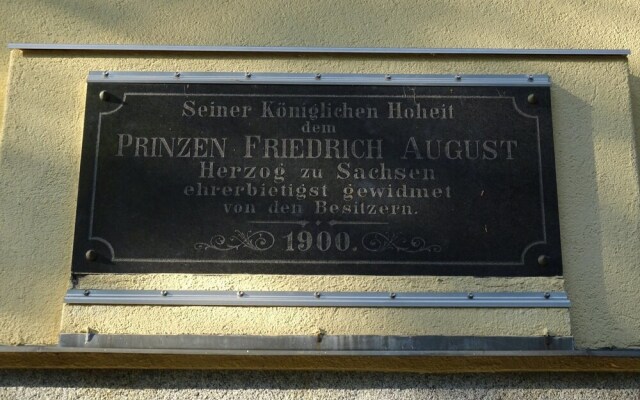 Seiner Königlichen Hoheit
dem
PRINZEN FRIEDRICH AUGUST
Herzog zu Sachsen
ehrerbietigst gewidmet
von den Besitzern.
1900.